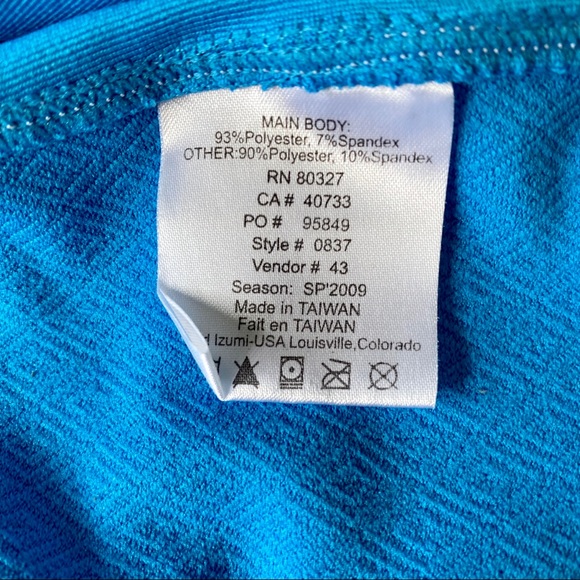 MAIN BODY:
93%Polyester, 7%Spandex
OTHER:90%Polyester, 10%Spandex
RN 80327
CA# 40733
PO # 95849
Style # 0837
Vendor # 43
Season: SP'2009
Made in TAIWAN
Fait en TAIWAN
Izumi-USA Louisville,Colorado